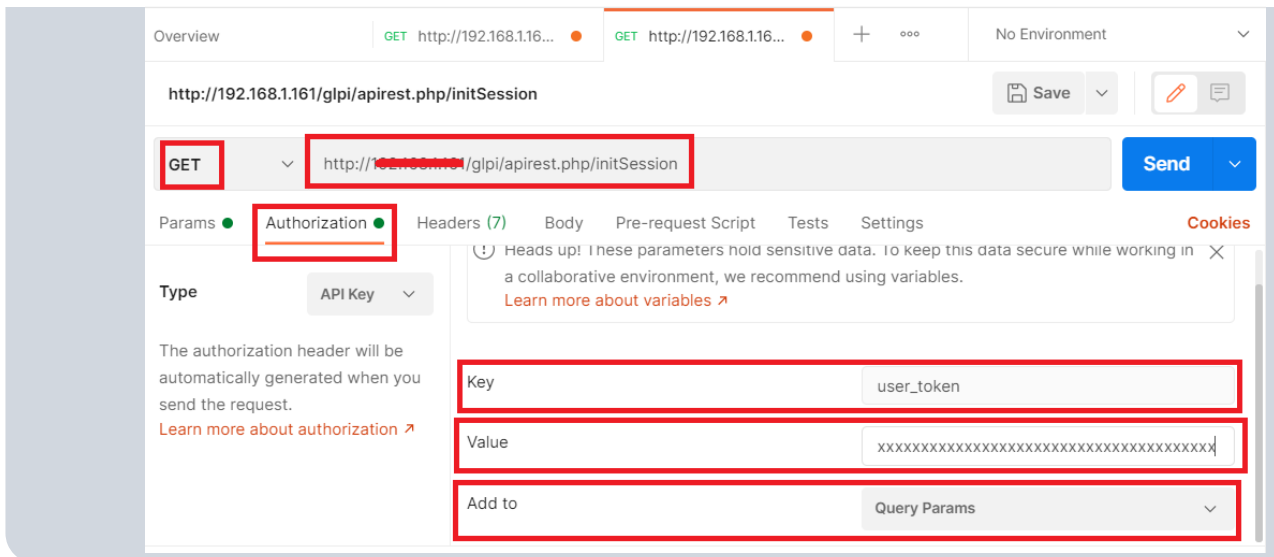 Overview
GET http://192.168.1.16...
GET http://192.168.1.16...
No Environment
http://192.168.1.161/glpi/apirest.php/initSession
Save
GET
http:///glpi/apirest.php/initSession
Send
Params
Authorization
Headers (7)
Body
Pre-request Script
Tests
Settings
Cookies
Heads up! These parameters hold sensitive data. To keep this data secure while working in
a collaborative environment, we recommend using variables.
Learn more about variables ↗
Type
API Key
The authorization header will be
automatically generated when you
send the request.
Learn more about authorization ↗
Key
user_token
Value
xxxxxxxxxxxxxxxxxxxxxxxxxxxxxxxxxxxxxxxx
Add to
Query Params